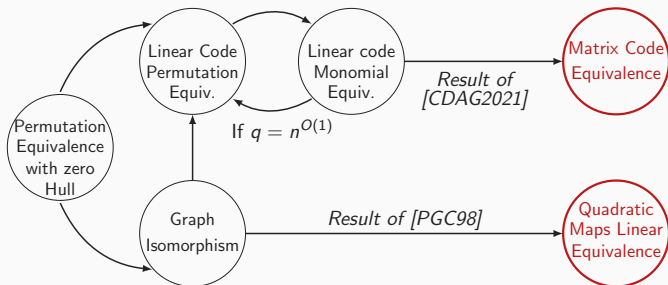 Linear Code
Permutation
Equiv.
Linear code
Monomial
Equiv.
Matrix Code
Equivalence
Result of
[CDAG2021]
If q = n^{O(1)}
Permutation
Equivalence
with zero
Hull
Graph
Isomorphism
Result of [PGC98]
Quadratic
Maps Linear
Equivalence